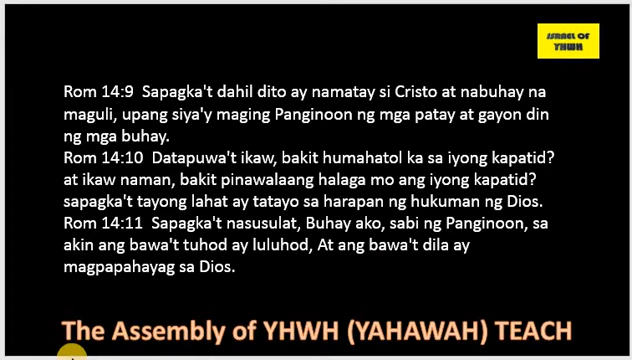 ISRAEL OF
YHWH
Rom 14:9  Sapagka't dahil dito ay namatay si Cristo at nabuhay na
maguli, upang siya'y maging Panginoon ng mga patay at gayon din
ng mga buhay.
Rom 14:10  Datapuwa't ikaw, bakit humahatol ka sa iyong kapatid?
at ikaw naman, bakit pinawalaang halaga mo ang iyong kapatid?
sapagka't tayong lahat ay tatayo sa harapan ng hukuman ng Dios.
Rom 14:11  Sapagka't nasusulat, Buhay ako, sabi ng Panginoon, sa
akin ang bawa't tuhod ay luluhod, At ang bawa't dila ay
magpapahayag sa Dios.
The Assembly of YHWH (YAHAWAH) TEACH